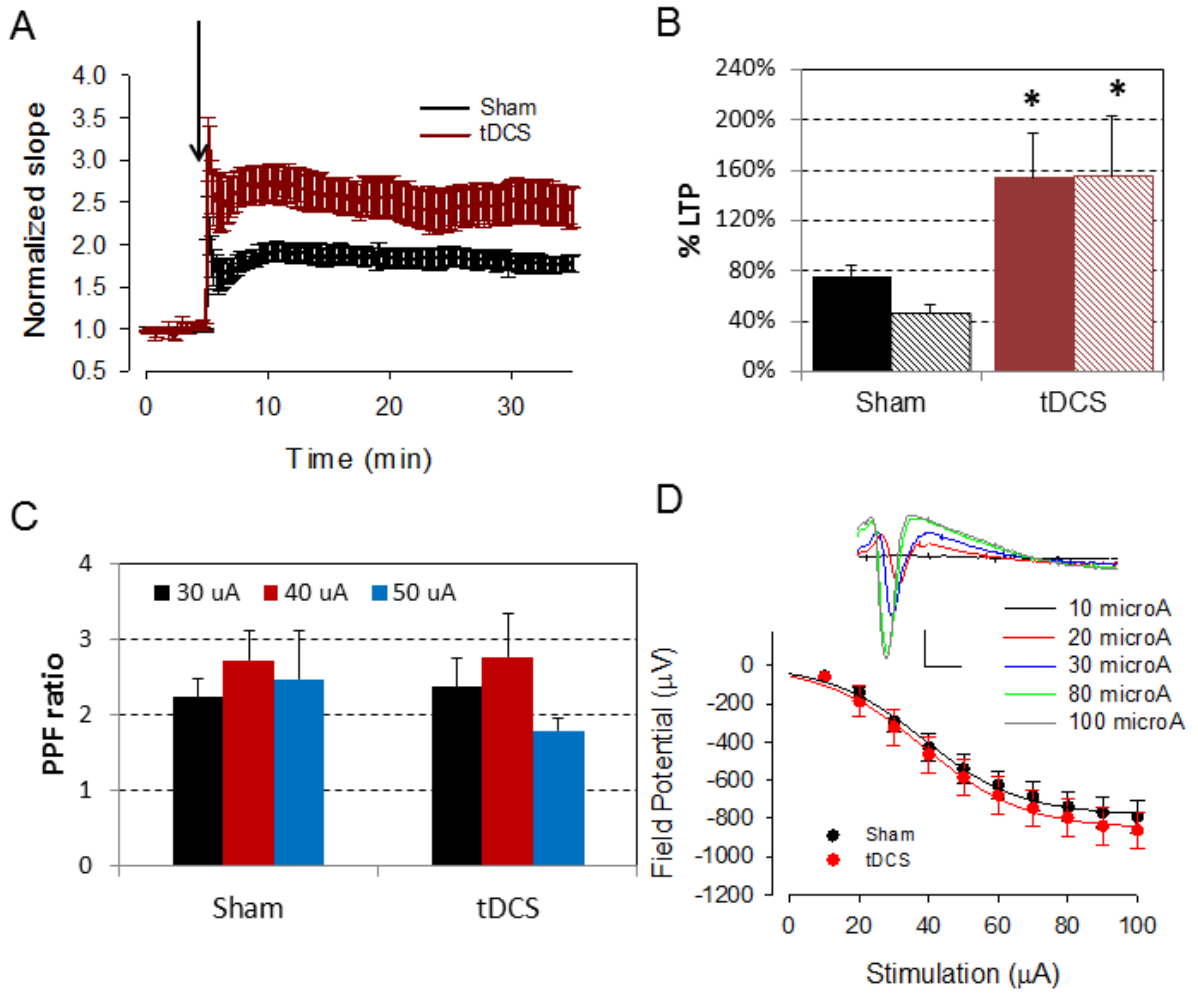 A
Normalized slope
4.0
3.5
3.0
2.5
2.0
1.5
1.0
0.5
Sham
tDCS
0 10 20 30
Time (min)
B
% LTP
240%
200%
160%
120%
80%
40%
0%
* *
Sham tDCS
C
PPF ratio
4
3
2
1
0
30 uA 40 uA 50 uA
Sham tDCS
D
10 microA
20 microA
30 microA
80 microA
100 microA
Field Potential (µV)
0
-200
-400
-600
-800
-1000
-1200
Sham
tDCS
0 20 40 60 80 100
Stimulation (µA)